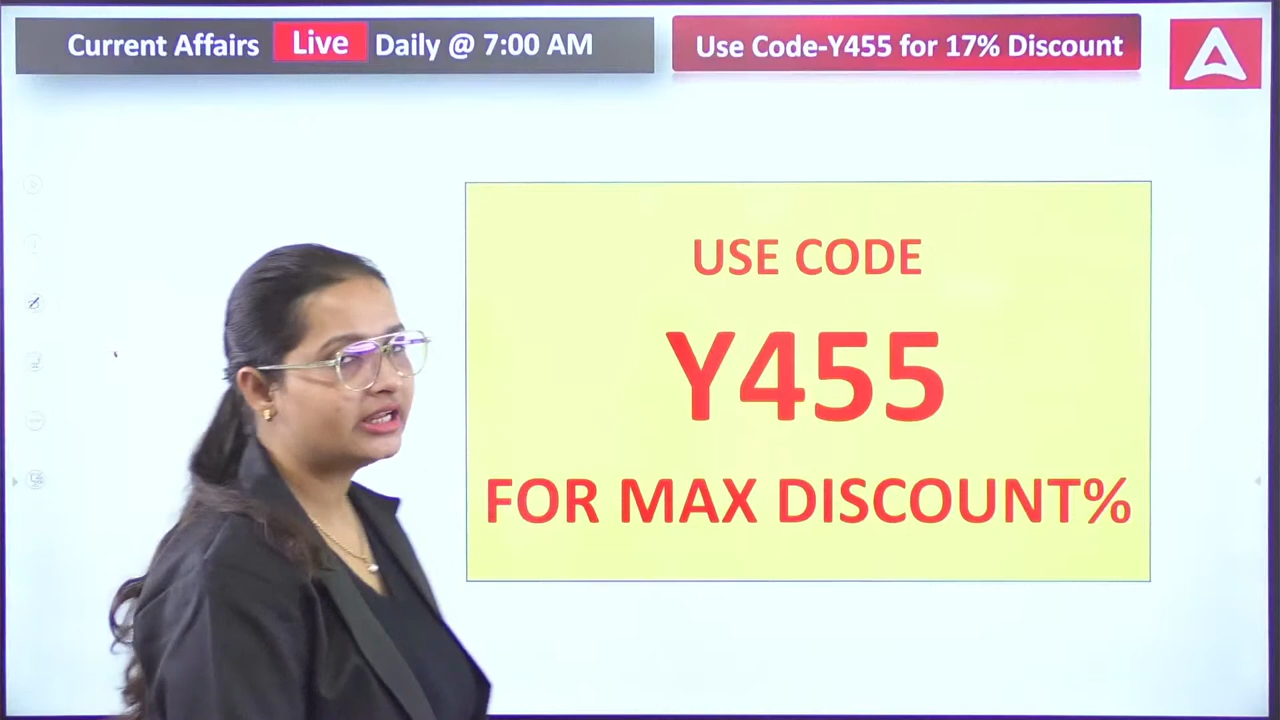 Current Affairs Live Daily @ 7:00 AM
Use Code-Y455 for 17% Discount
USE CODE
Y455
FOR MAX DISCOUNT%